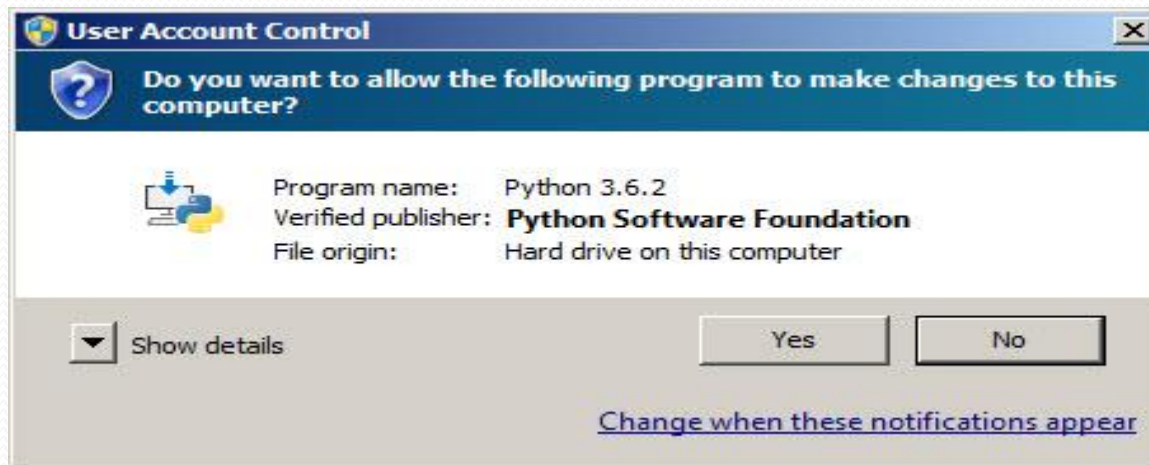 User Account Control
Do you want to allow the following program to make changes to this
computer?
Program name: Python 3.6.2
Verified publisher: Python Software Foundation
File origin: Hard drive on this computer
Show details
Yes No
Change when these notifications appear